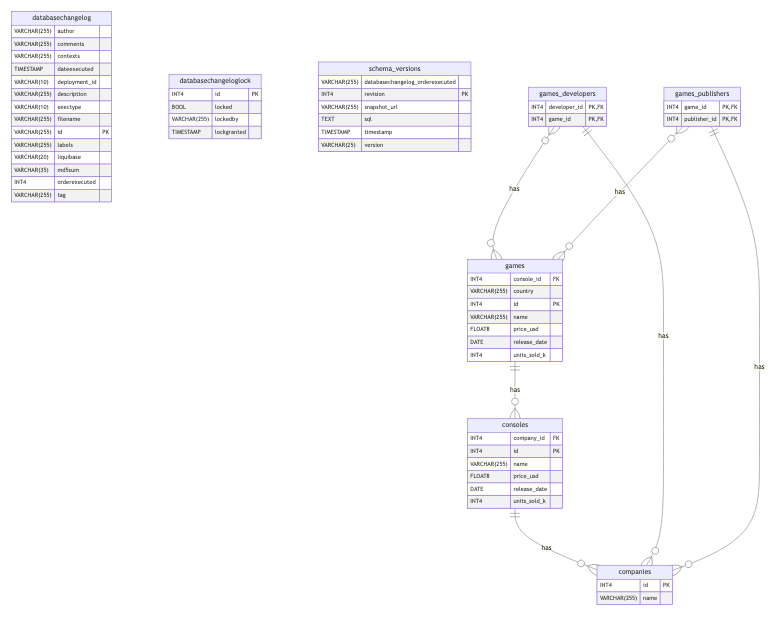 databasechangelog
VARCHAR(255) author
VARCHAR(255) comments
VARCHAR(255) contexts
TIMESTAMP dateexecuted
VARCHAR(10) deployment_id
VARCHAR(255) description
VARCHAR(10) exectype
VARCHAR(255) filename
VARCHAR(255) id PK
VARCHAR(255) labels
VARCHAR(20) liquibase
VARCHAR(35) md5sum
INT4 orderexecuted
VARCHAR(255) tag
databasechangeloglock
INT4 id PK
BOOL locked
VARCHAR(255) lockedby
TIMESTAMP lockgranted
schema_versions
VARCHAR(255) databasechangelog_orderexecuted
INT4 revision PK
VARCHAR(255) snapshot_url
TEXT sql
TIMESTAMP timestamp
VARCHAR(25) version
games_developers
INT4 developer_id PK,FK
INT4 game_id PK,FK
games_publishers
INT4 game_id PK,FK
INT4 publisher_id PK,FK
has
has
games
INT4 console_id FK
VARCHAR(255) country
INT4 id PK
VARCHAR(255) name
FLOAT8 price_usd
DATE release_date
INT4 units_sold_k
has
has
has
consoles
INT4 company_id FK
INT4 id PK
VARCHAR(255) name
FLOAT8 price_usd
DATE release_date
INT4 units_sold_k
has
companies
INT4 id PK
VARCHAR(255) name